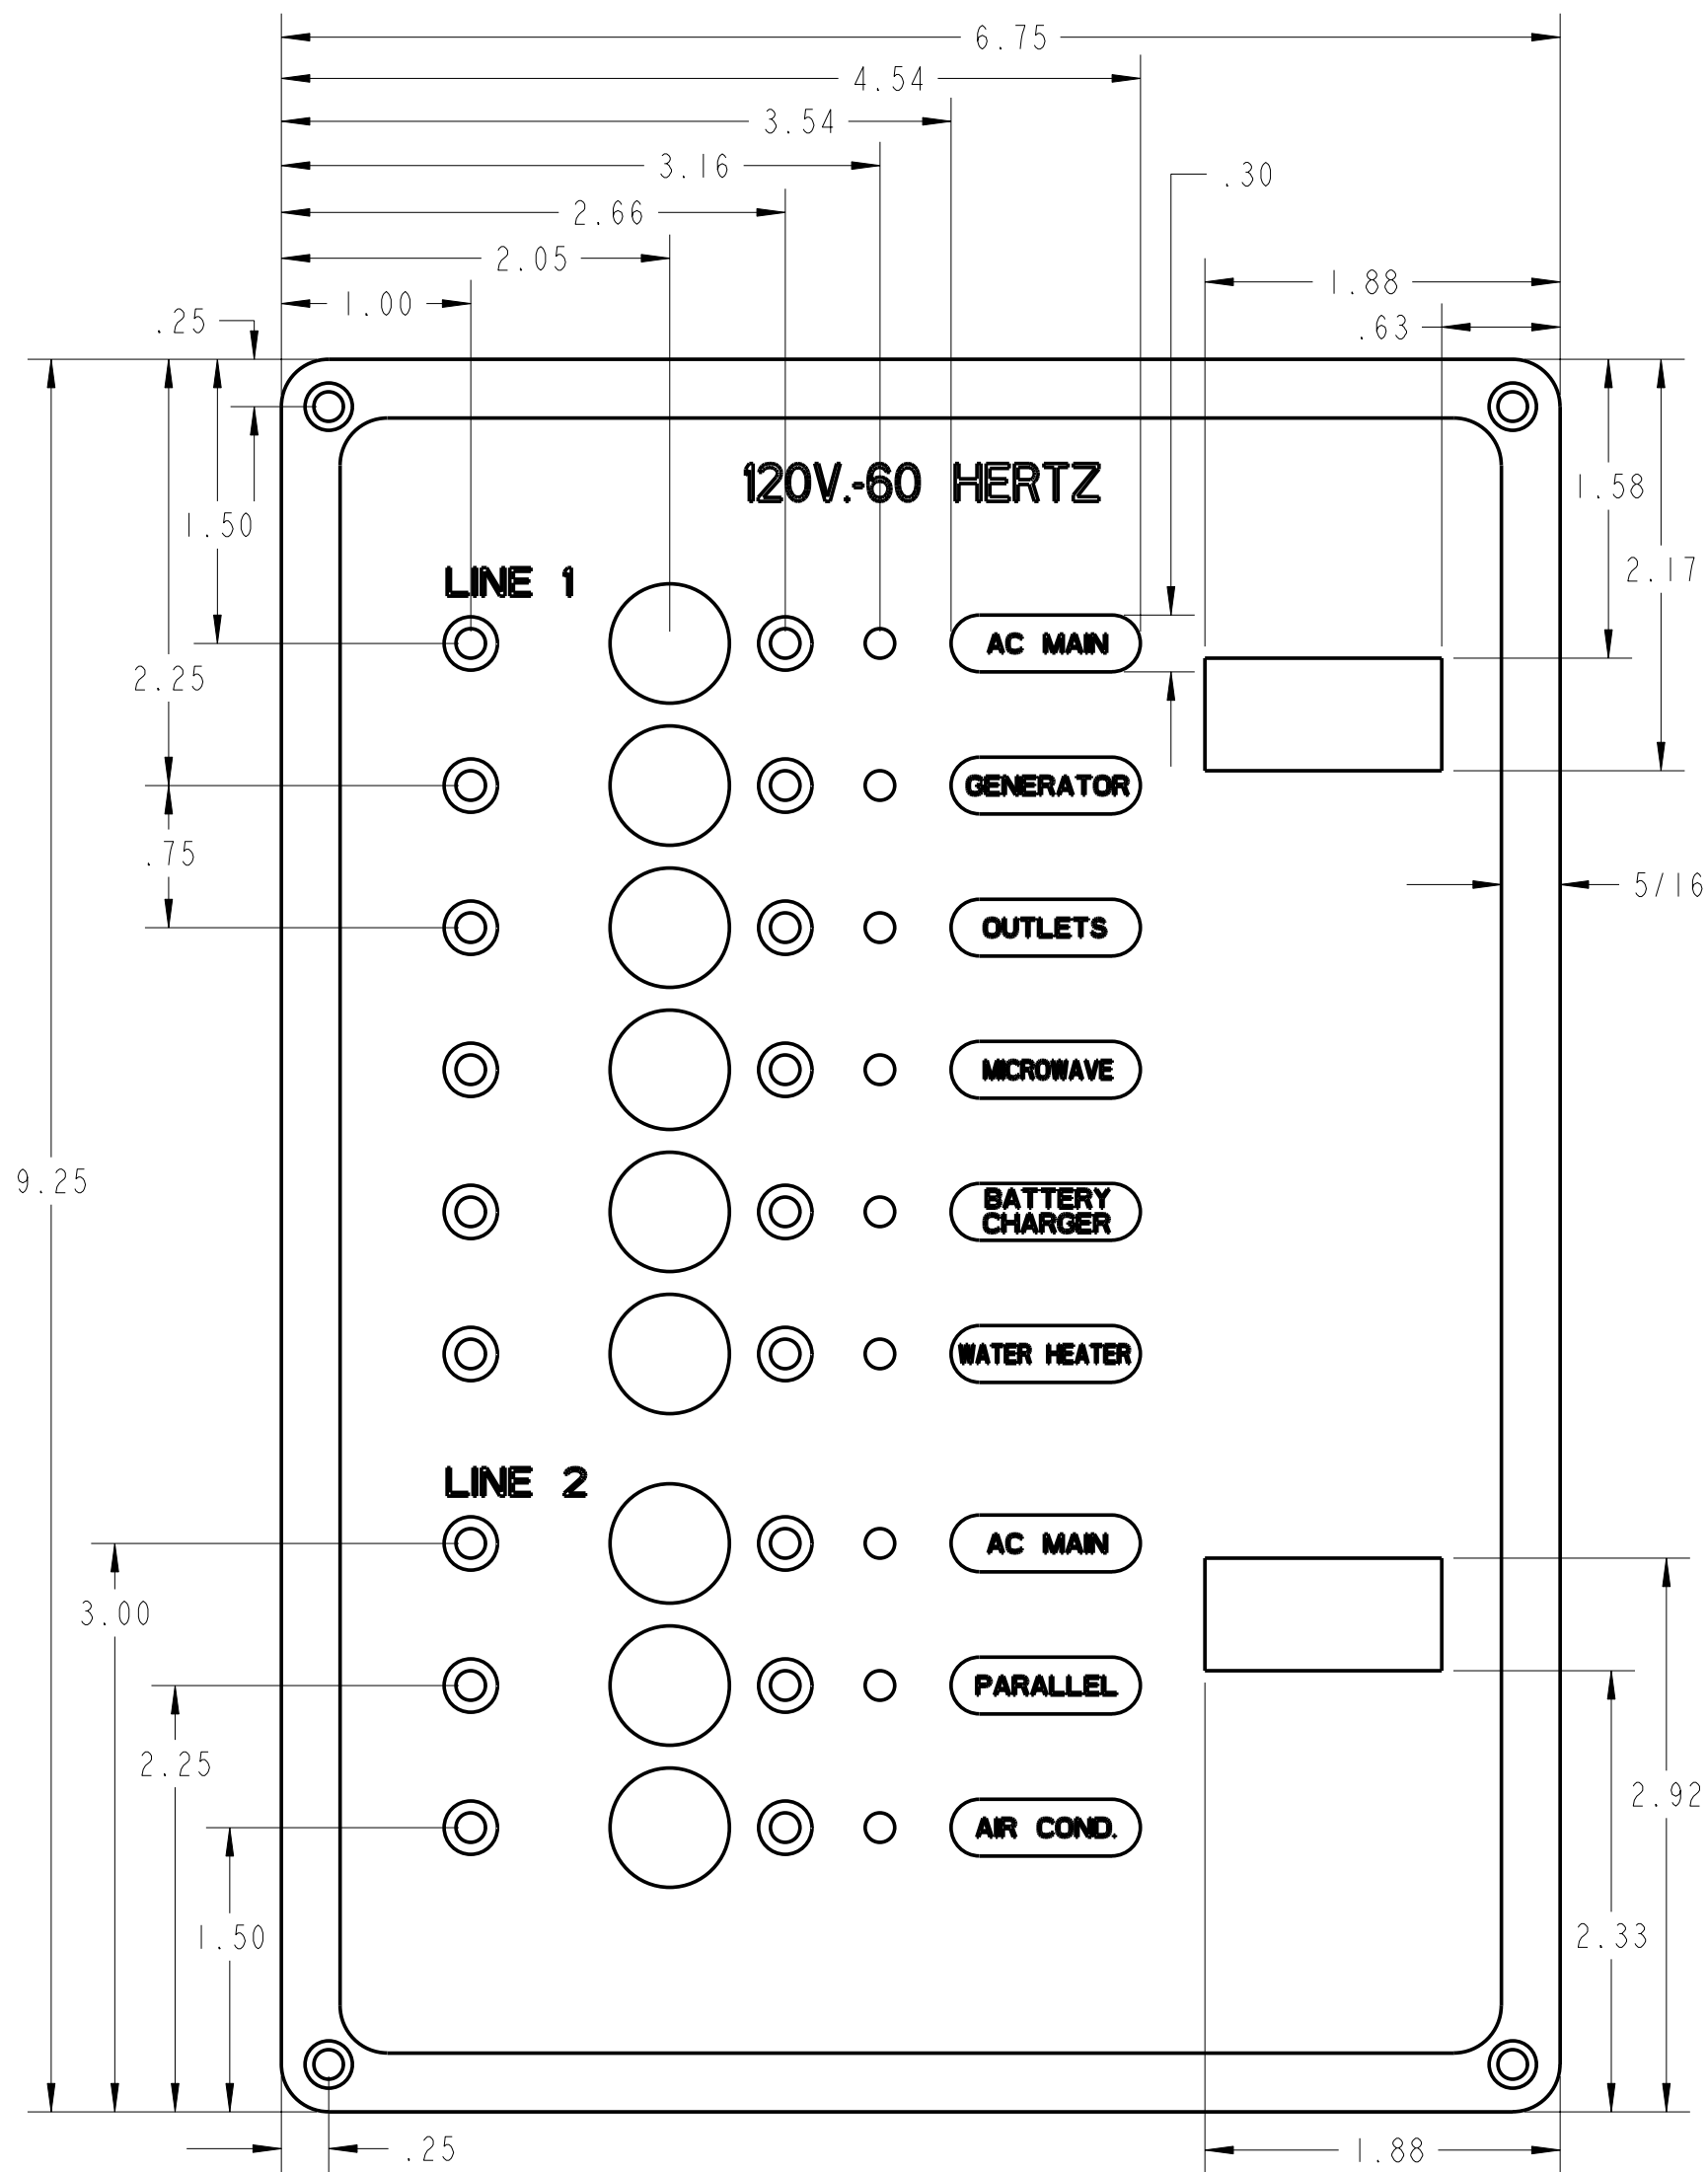 6.75
4.54
3.54
3.16
.30
2.66
2.05
1.88
1.00
.25
.63
120V.-60 HERTZ
1.58
1.50
2.17
LINE 1
AC MAIN
2.25
GENERATOR
.75
5/16
OUTLETS
MICROWAVE
9.25
BATTERY
CHARGER
WATER HEATER
LINE 2
AC MAIN
3.00
PARALLEL
2.25
2.92
AIR COND.
1.50
2.33
.25
1.88